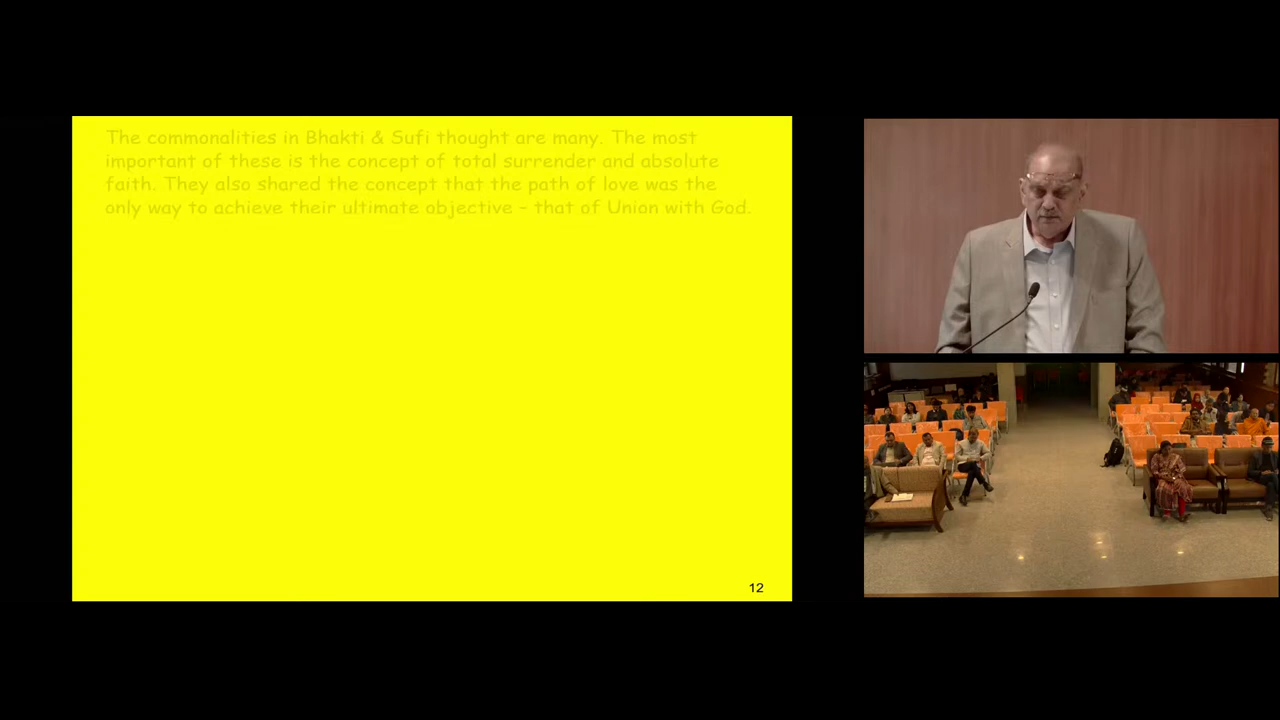 The commonalities in Bhakti & Sufi thought are many. The most
important of these is the concept of total surrender and absolute
faith. They also shared the concept that the path of love was the
only way to achieve their ultimate objective – that of Union with God.
12